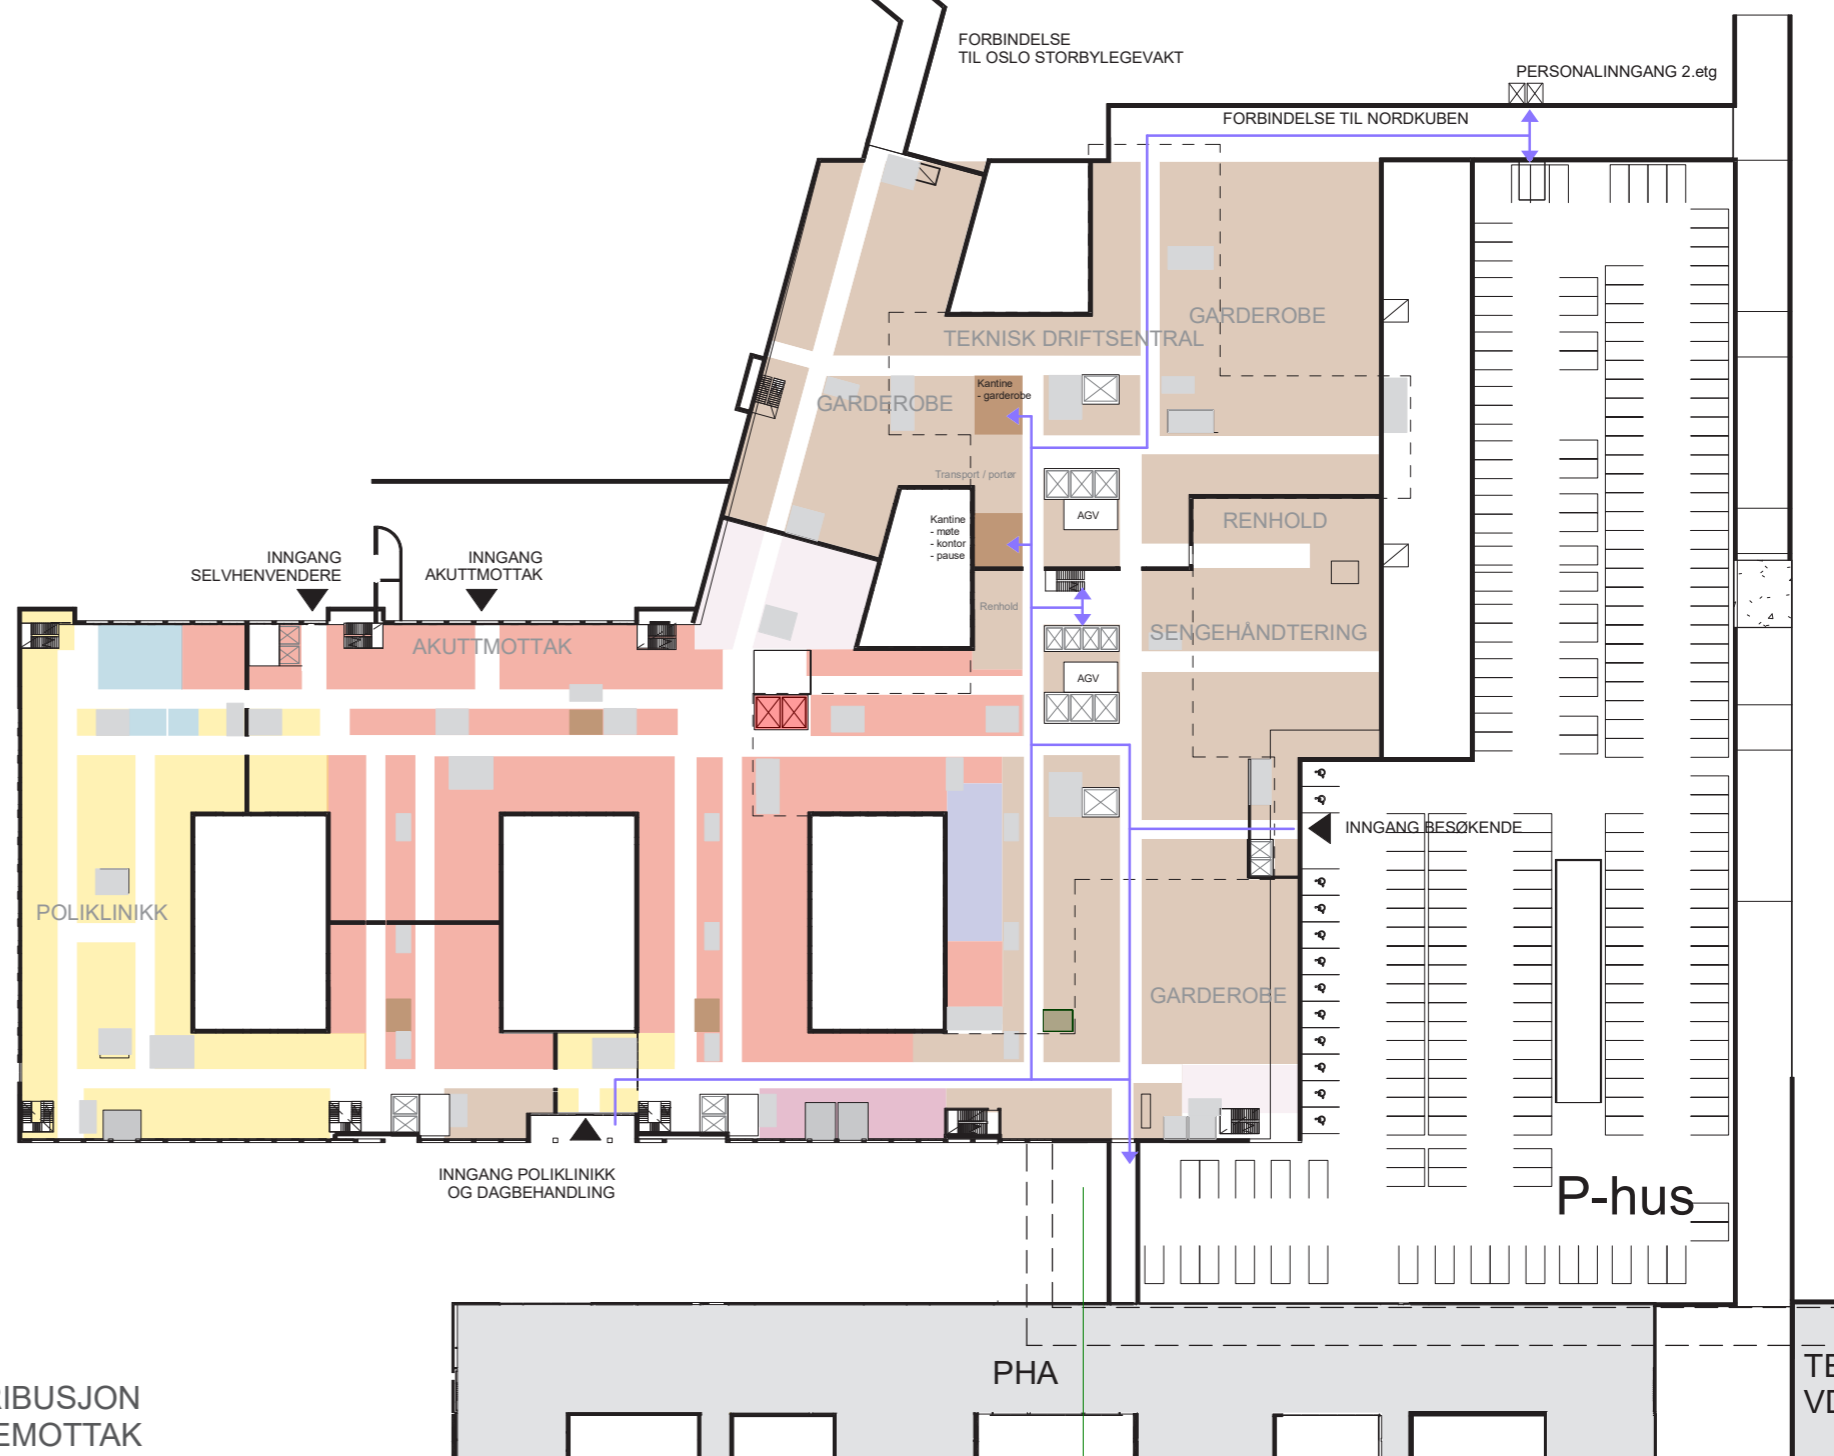 FORBINDELSE
TIL OSLO STORBYLEGEVAKT
PERSONALINNGANG 2.etg
FORBINDELSE TIL NORDKUBEN
GARDEROBE
TEKNISK DRIFTSENTRAL
GARDEROBE
Kantine
- garderobe
Transport / portør
AGV
Kantine
- møte
- kontor
- pause
RENHOLD
INNGANG
SELVHENVENDERE
INNGANG
AKUTTMOTTAK
Renhold
AKUTTMOTTAK
SENGEHÅNDTERING
AGV
INNGANG BESØKENDE
POLIKLINIKK
GARDEROBE
INNGANG POLIKLINIKK
OG DAGBEHANDLING
P-hus
PHA
TE
VD
RIBUSJON
EMOTTAK